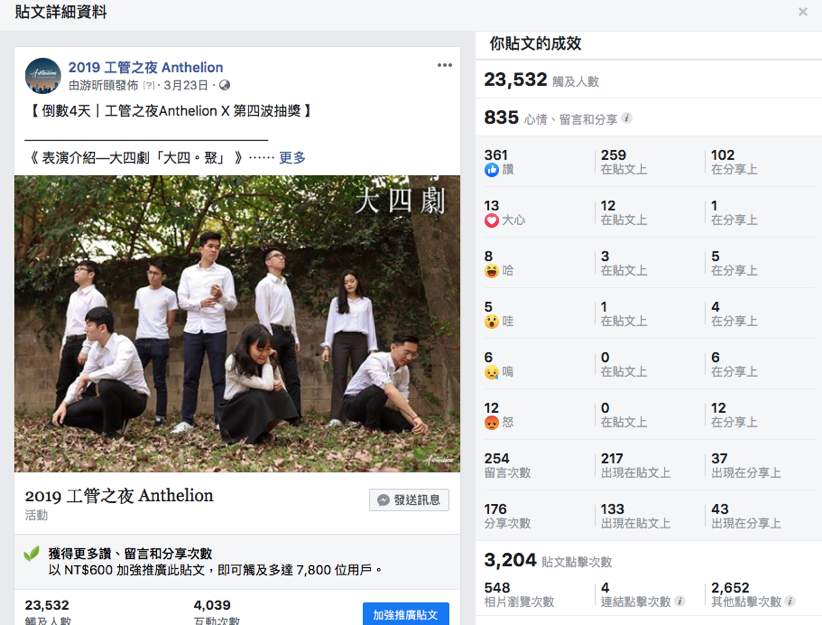 貼文詳細資料
×
2019 工管之夜 Anthelion
由游昕頤發佈 [?] · 3月23日 ·
【 倒數4天｜工管之夜Anthelion X 第四波抽獎 】
《 表演介紹—大四劇「大四。聚」 》⋯⋯ 更多
大四劇
Anthelion
2019 工管之夜 Anthelion
活動
發送訊息
獲得更多讚、留言和分享次數
以 NT$600 加強推廣此貼文，即可觸及多達 7,800 位用戶。
23,532
觸及人數
4,039
互動次數
加強推廣貼文
你貼文的成效
23,532 觸及人數
835 心情、留言和分享
361 259 102
讚 在貼文上 在分享上
13 12 1
大心 在貼文上 在分享上
8 3 5
哈 在貼文上 在分享上
5 1 4
哇 在貼文上 在分享上
6 0 6
嗚 在貼文上 在分享上
12 0 12
怒 在貼文上 在分享上
254 217 37
留言次數 出現在貼文上 出現在分享上
176 133 43
分享次數 出現在貼文上 出現在分享上
3,204 貼文點擊次數
548 4 2,652
相片瀏覽次數 連結點擊次數 其他點擊次數